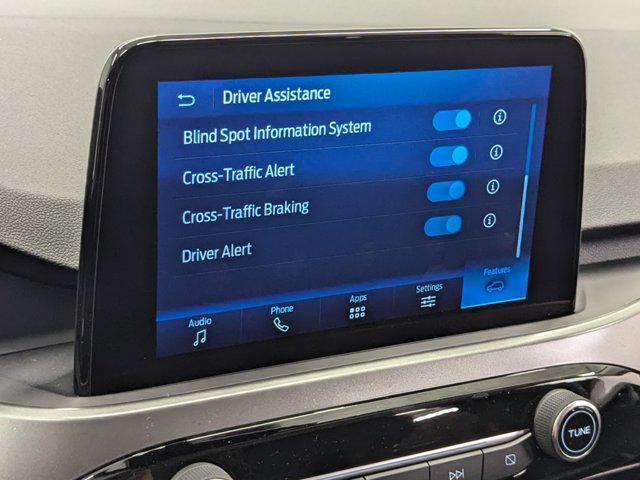 Driver Assistance
Blind Spot Information System
Cross-Traffic Alert
Cross-Traffic Braking
Driver Alert
Audio
Phone
Apps
Settings
Features
TUNE